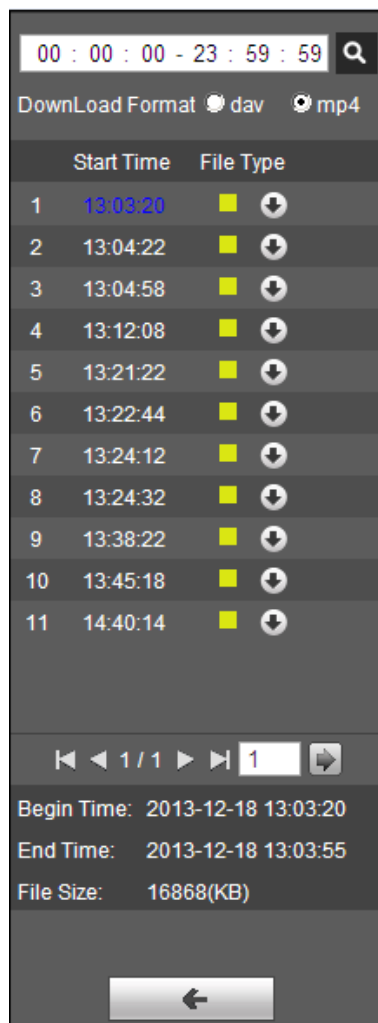 00 : 00 : 00 - 23 : 59 : 59
DownLoad Format dav mp4
Start Time File Type
1 13:03:20
2 13:04:22
3 13:04:58
4 13:12:08
5 13:21:22
6 13:22:44
7 13:24:12
8 13:24:32
9 13:38:22
10 13:45:18
11 14:40:14
1 / 1 1
Begin Time: 2013-12-18 13:03:20
End Time: 2013-12-18 13:03:55
File Size: 16868(KB)